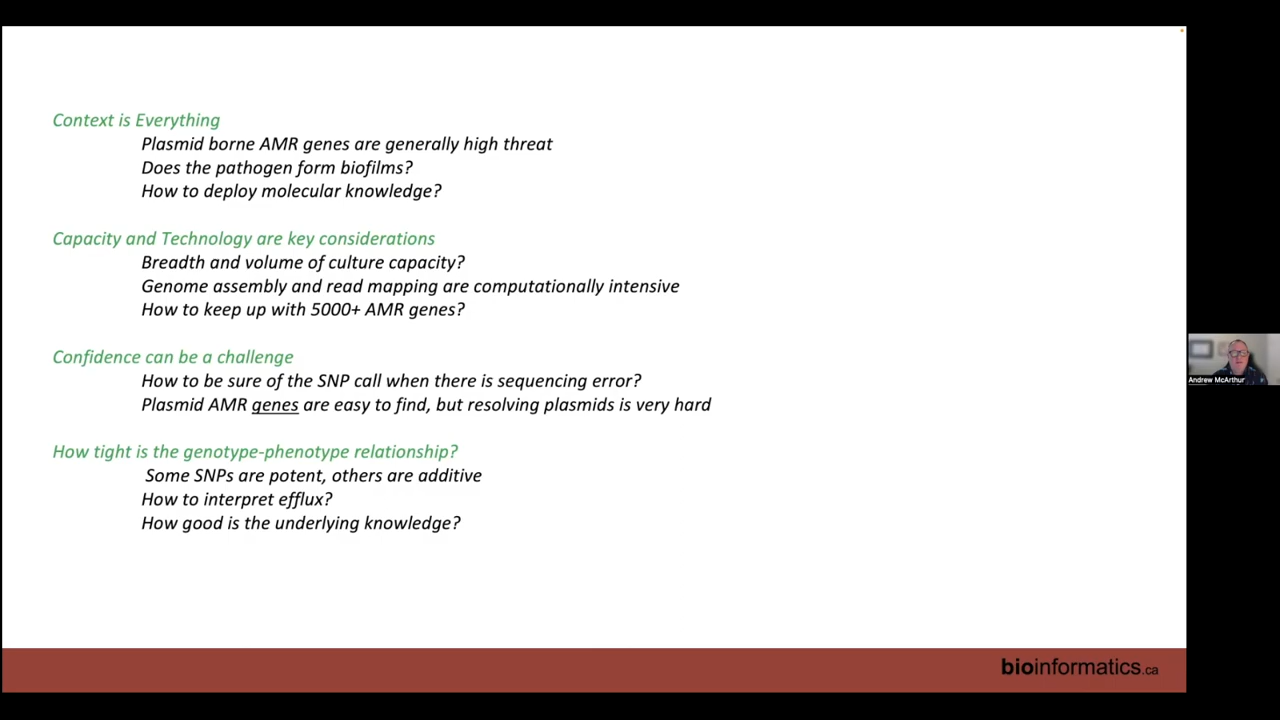 Context is Everything
Plasmid borne AMR genes are generally high threat
Does the pathogen form biofilms?
How to deploy molecular knowledge?
Capacity and Technology are key considerations
Breadth and volume of culture capacity?
Genome assembly and read mapping are computationally intensive
How to keep up with 5000+ AMR genes?
Confidence can be a challenge
How to be sure of the SNP call when there is sequencing error?
Plasmid AMR genes are easy to find, but resolving plasmids is very hard
How tight is the genotype-phenotype relationship?
Some SNPs are potent, others are additive
How to interpret efflux?
How good is the underlying knowledge?
Andrew McArthur
bioinformatics.ca